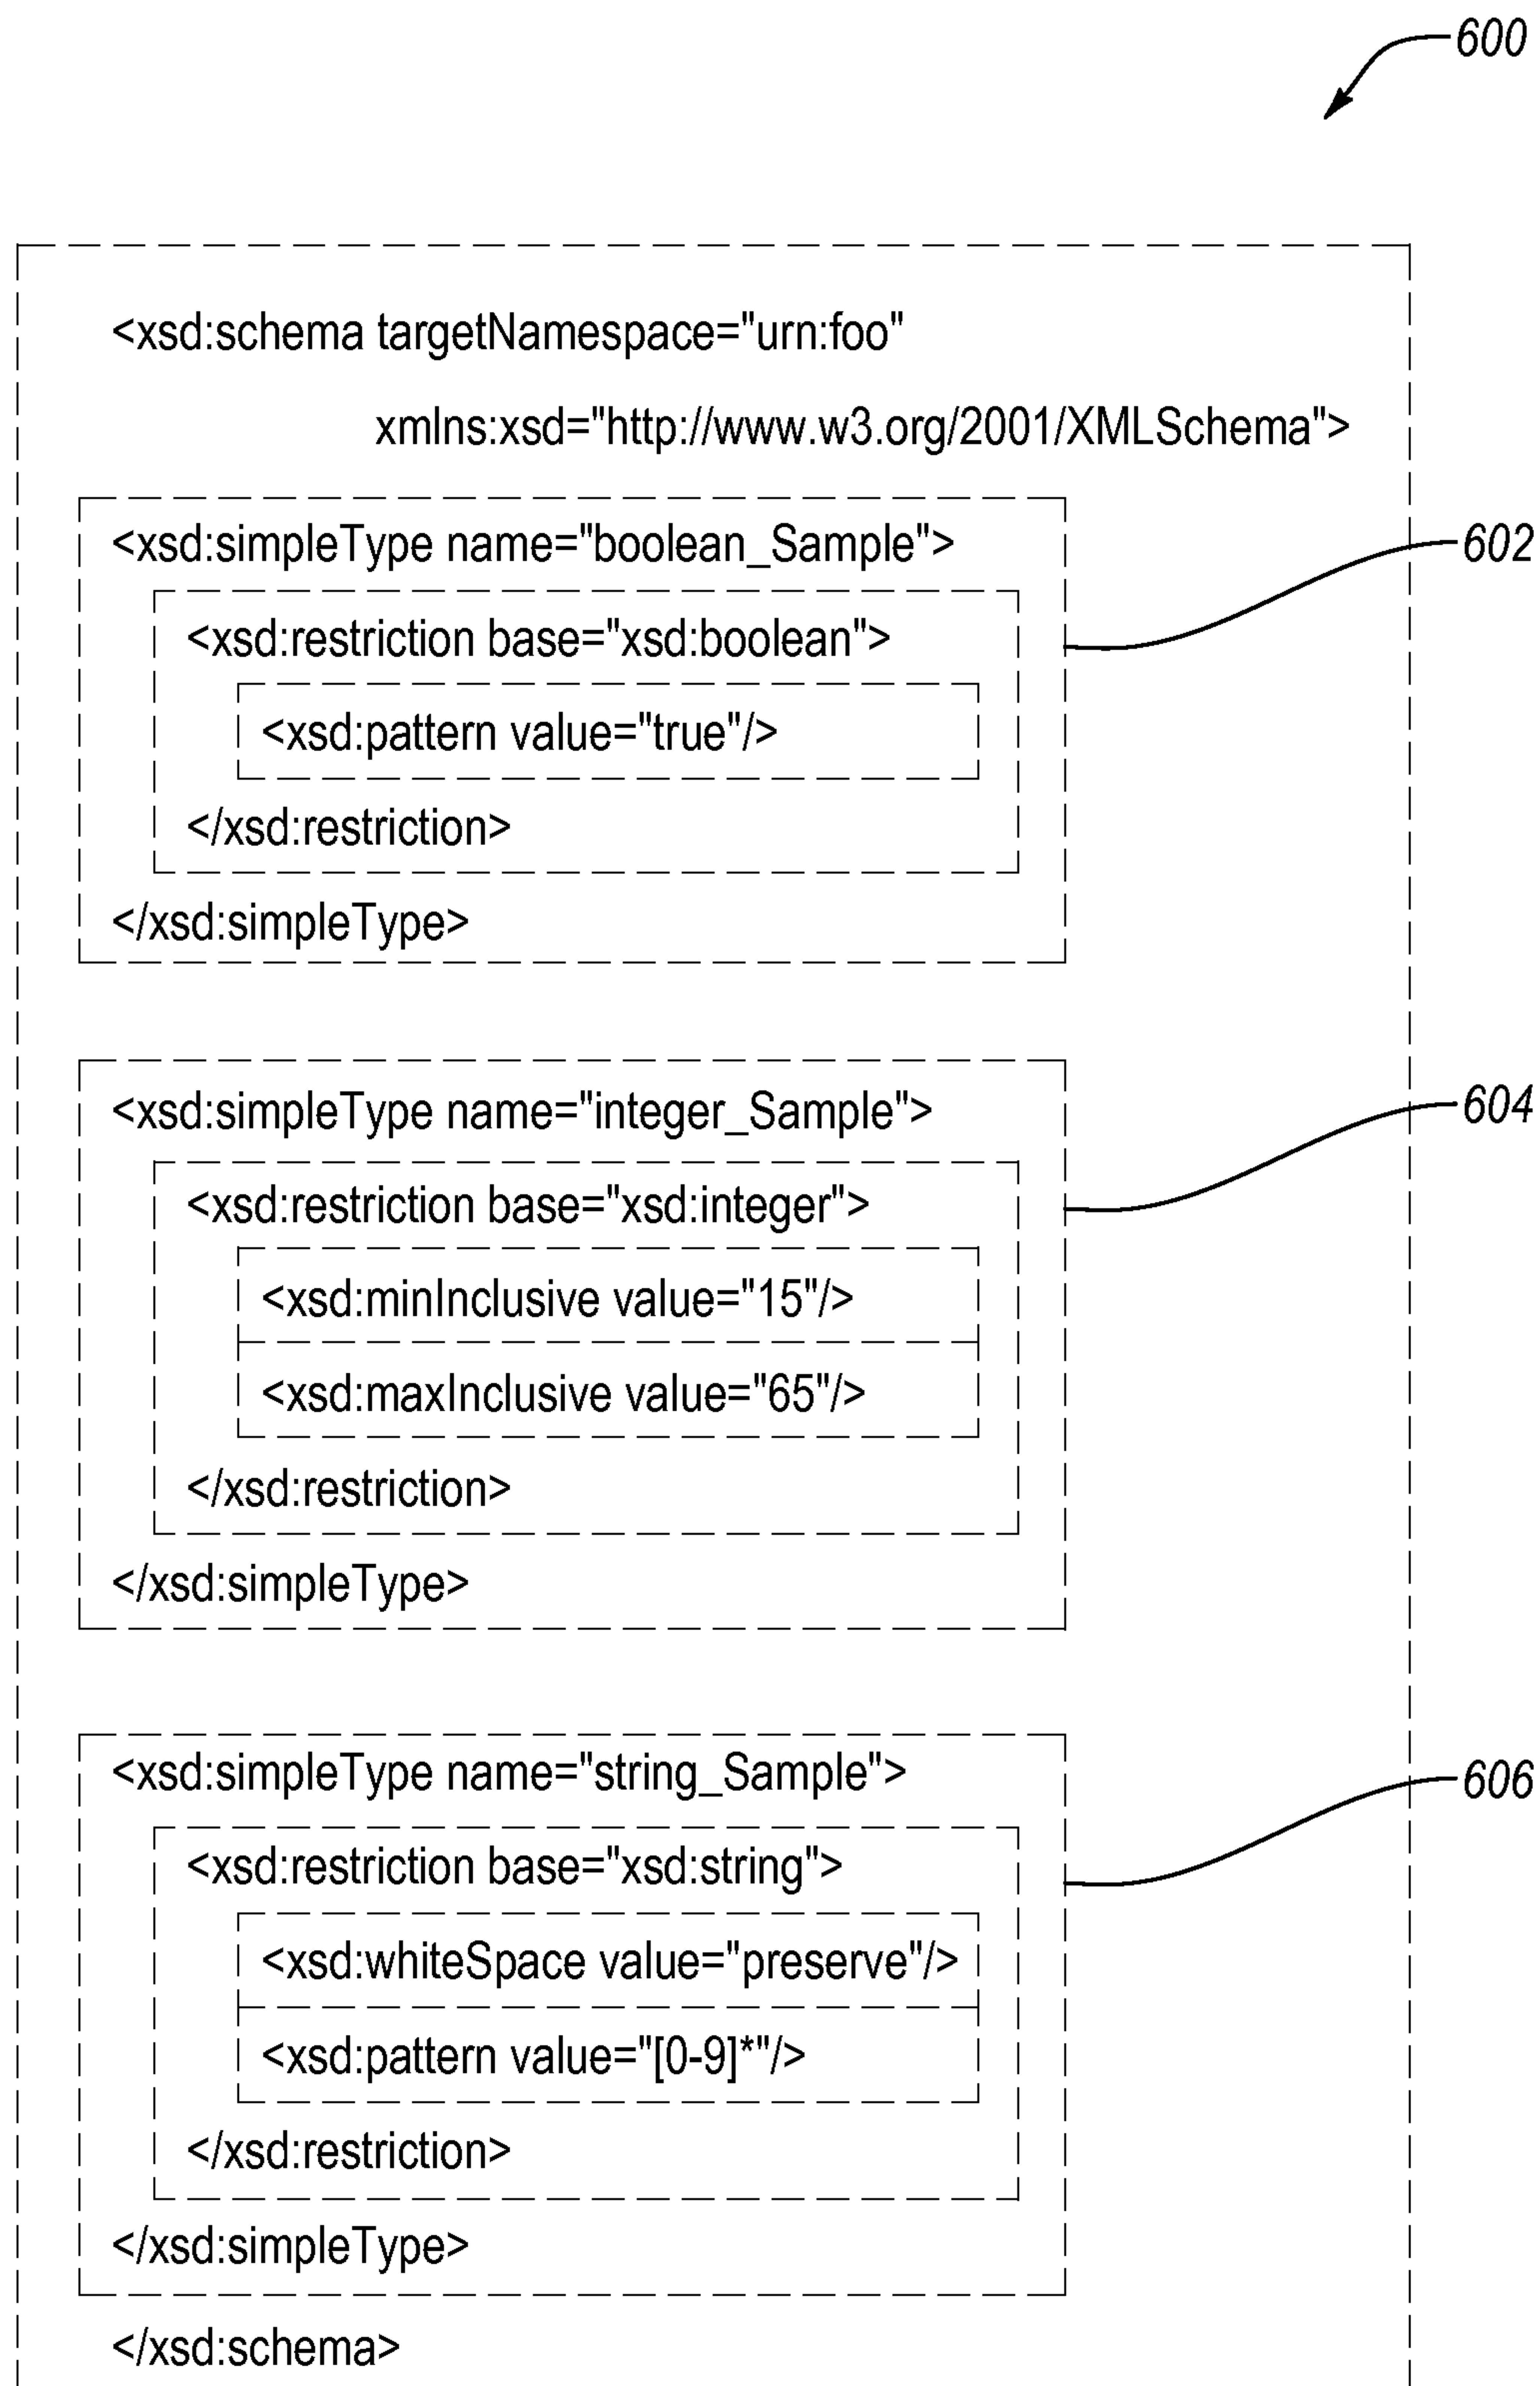 600
<xsd:schema targetNamespace="urn:foo"
xmlns:xsd="http://www.w3.org/2001/XMLSchema">
<xsd:simpleType name="boolean_Sample">
602
<xsd:restriction base="xsd:boolean">
<xsd:pattern value="true"/>
</xsd:restriction>
</xsd:simpleType>
<xsd:simpleType name="integer_Sample">
604
<xsd:restriction base="xsd:integer">
<xsd:minInclusive value="15"/>
<xsd:maxInclusive value="65"/>
</xsd:restriction>
</xsd:simpleType>
<xsd:simpleType name="string_Sample">
606
<xsd:restriction base="xsd:string">
<xsd:whiteSpace value="preserve"/>
<xsd:pattern value="[0-9]*"/>
</xsd:restriction>
</xsd:simpleType>
</xsd:schema>